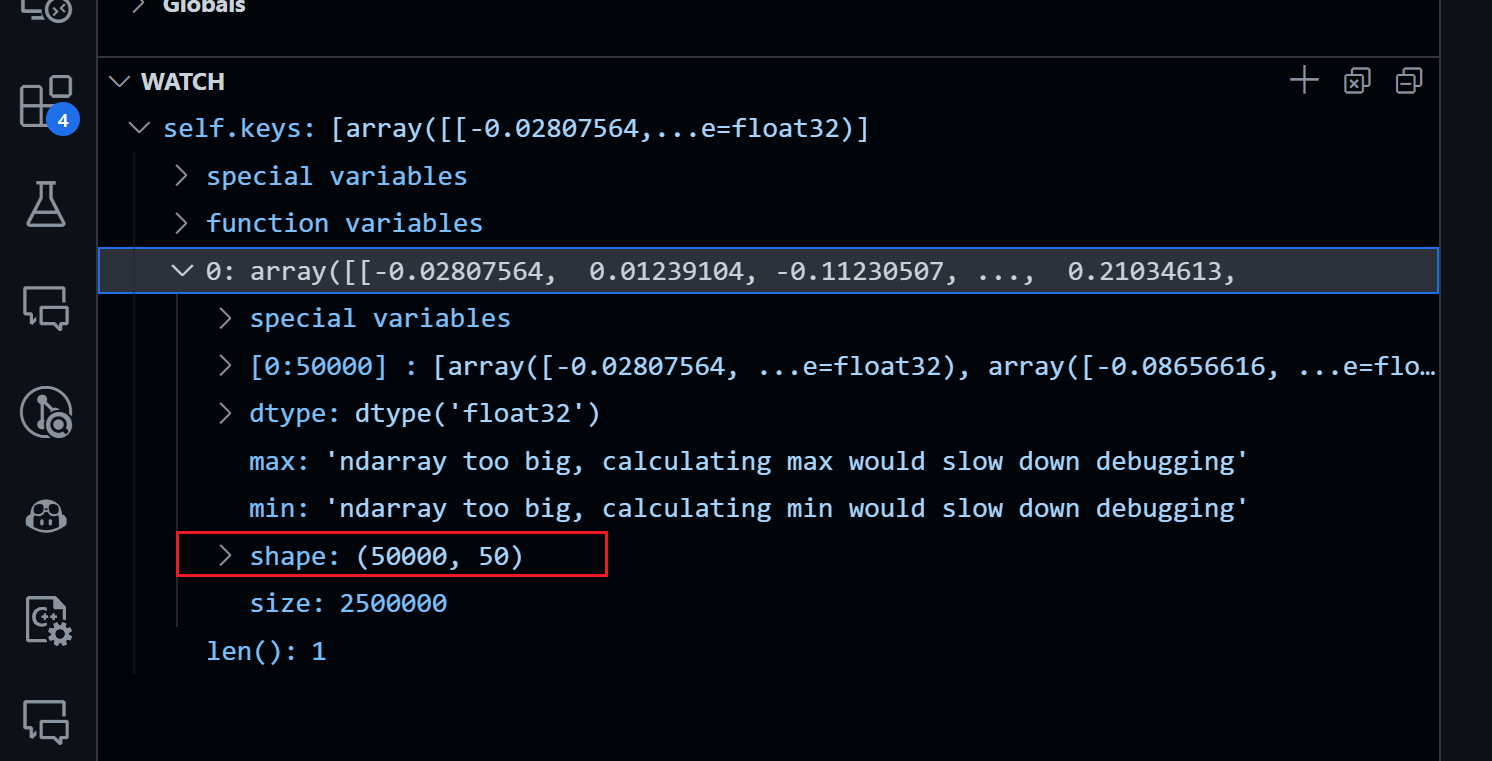 Globals
WATCH
self.keys: [array([[-0.02807564,...e=float32)]
special variables
function variables
0: array([[-0.02807564,  0.01239104, -0.11230507, ...,  0.21034613,
special variables
[0:50000] : [array([-0.02807564, ...e=float32), array([-0.08656616, ...e=flo…
4
dtype: dtype('float32')
max: 'ndarray too big, calculating max would slow down debugging'
min: 'ndarray too big, calculating min would slow down debugging'
shape: (50000, 50)
size: 2500000
len(): 1
C++